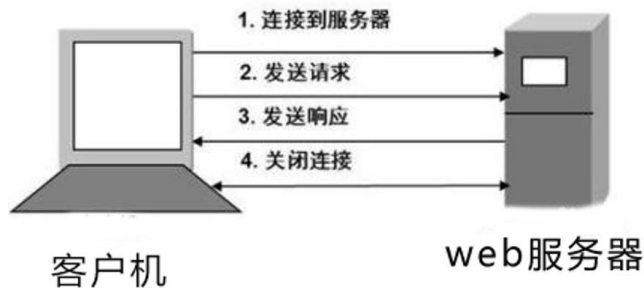 1. 连接到服务器
2. 发送请求
3. 发送响应
4. 关闭连接
客户机
web服务器